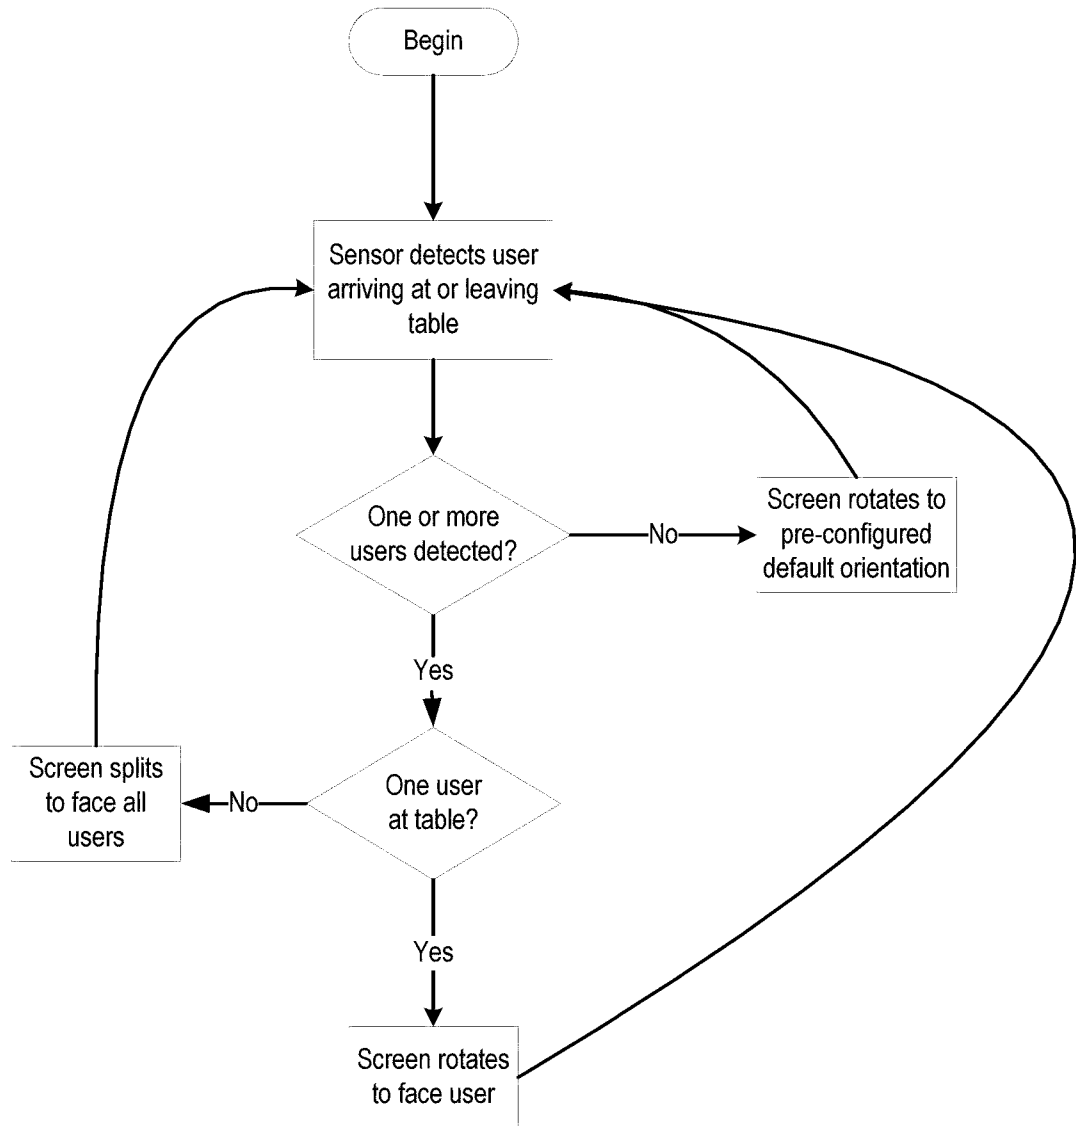 Begin
Sensor detects user
arriving at or leaving
table
One or more
users detected?
No
Screen rotates to
pre-configured
default orientation
Yes
Screen splits
to face all
users
No
One user
at table?
Yes
Screen rotates
to face user